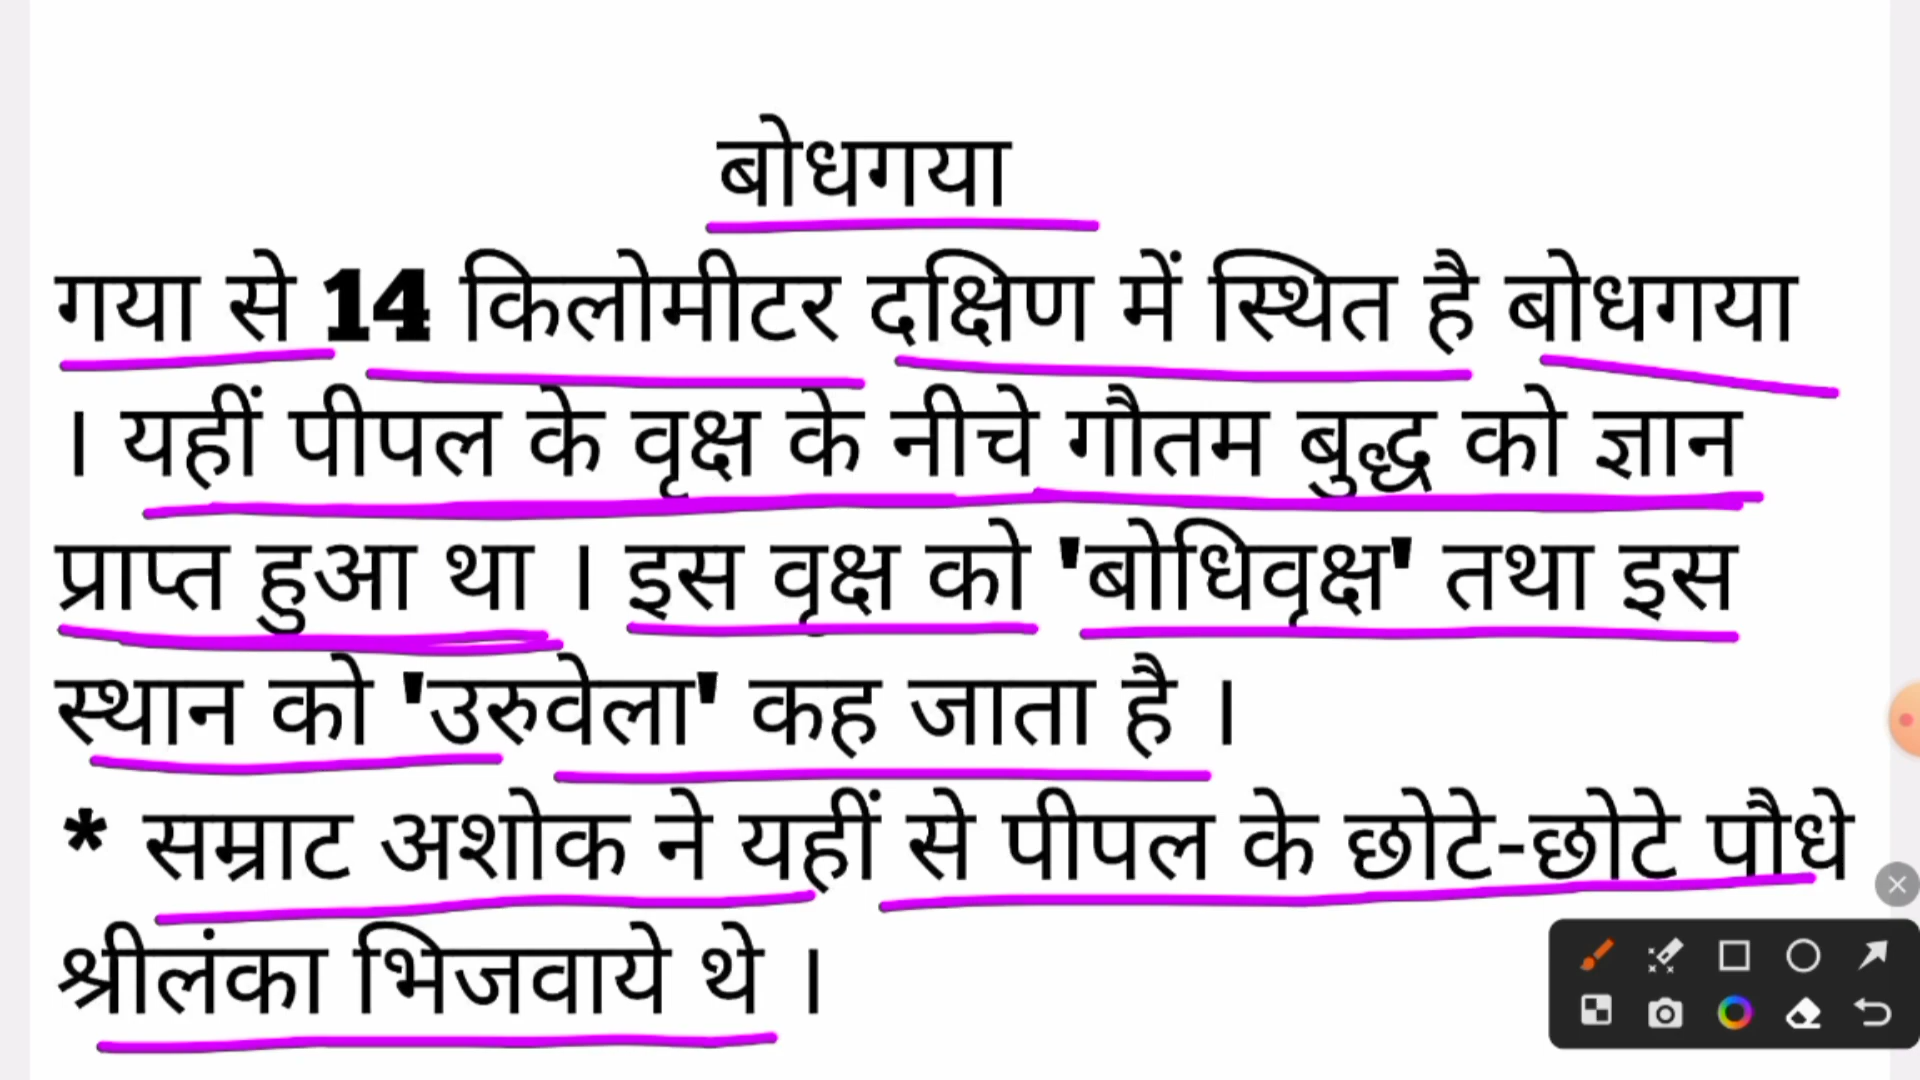 बोधगया
गया से 14 किलोमीटर दक्षिण में स्थित है बोधगया
। यहीं पीपल के वृक्ष के नीचे गौतम बुद्ध को ज्ञान
प्राप्त हुआ था । इस वृक्ष को 'बोधिवृक्ष' तथा इस
स्थान को 'उरुवेला' कह जाता है ।
* सम्राट अशोक ने यहीं से पीपल के छोटे-छोटे पौधे
श्रीलंका भिजवाये थे ।